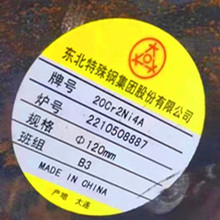 东北特殊钢集团股份有限公司
牌号 20Cr2Ni4A
炉号 2210508887
规格 Φ120mm
班组 B3
MADE IN CHINA
产地 大连